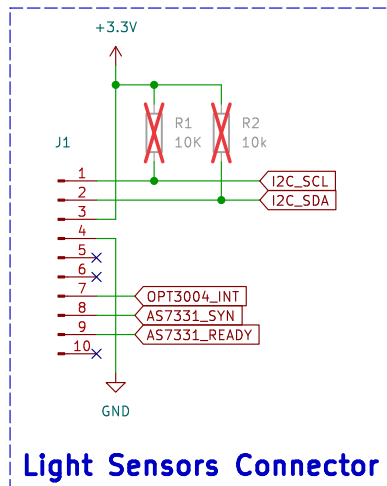 +3.3V
R1
10K
R2
10k
J1
1
I2C_SCL
2
I2C_SDA
3
4
5
6
7
OPT3004_INT
8
AS7331_SYN
9
AS7331_READY
10
GND
Light Sensors Connector